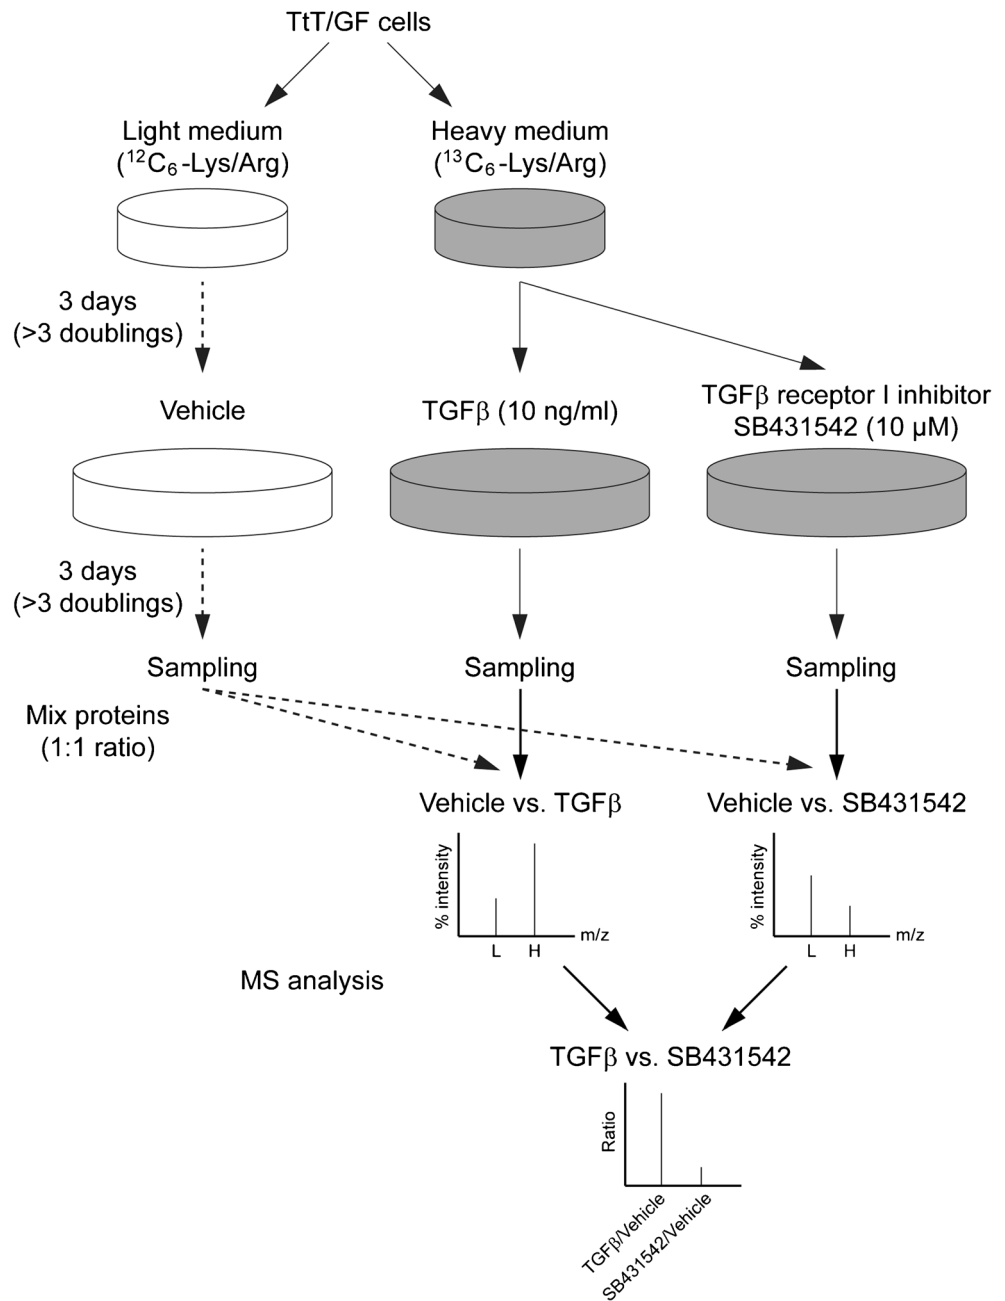 TtT/GF cells
Light medium
(¹²C₆-Lys/Arg)
Heavy medium
(¹³C₆-Lys/Arg)
3 days
(>3 doublings)
Vehicle
TGFβ (10 ng/ml)
TGFβ receptor I inhibitor
SB431542 (10 µM)
3 days
(>3 doublings)
Sampling
Sampling
Sampling
Mix proteins
(1:1 ratio)
Vehicle vs. TGFβ
Vehicle vs. SB431542
% intensity
L
H
m/z
% intensity
L
H
m/z
MS analysis
TGFβ vs. SB431542
Ratio
TGFβ/Vehicle
SB431542/Vehicle